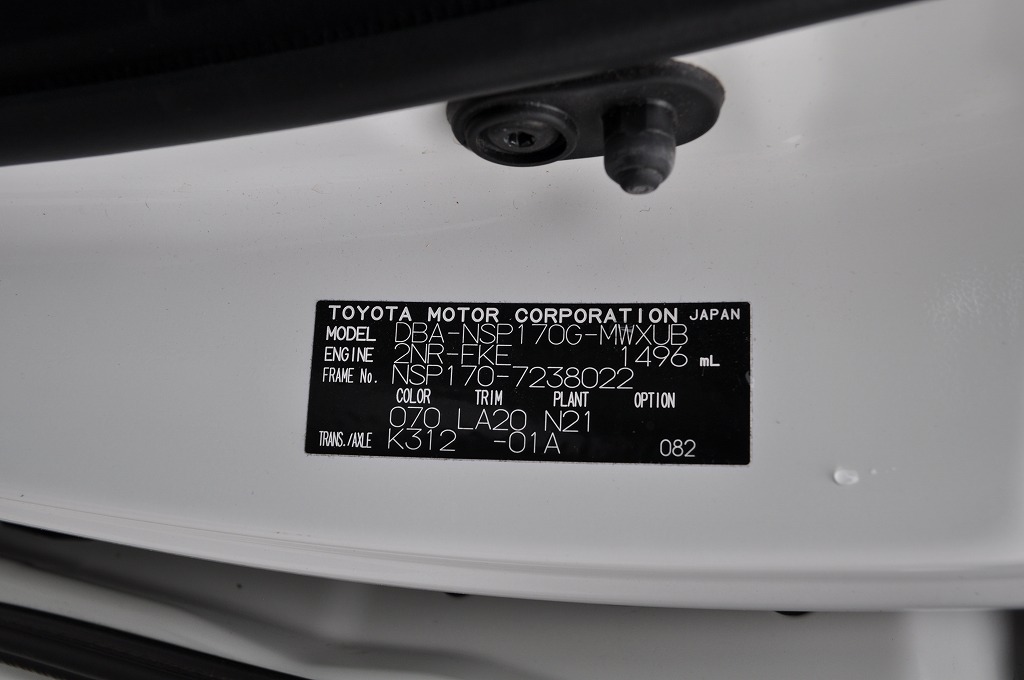 TOYOTA MOTOR CORPORATION JAPAN
MODEL DBA-NSP170G-MWXUB
ENGINE 2NR-FKE 1496 mL
FRAME No. NSP170-7238022
COLOR TRIM PLANT OPTION
070 LA20 N21
TRANS./AXLE K312 -01A 082